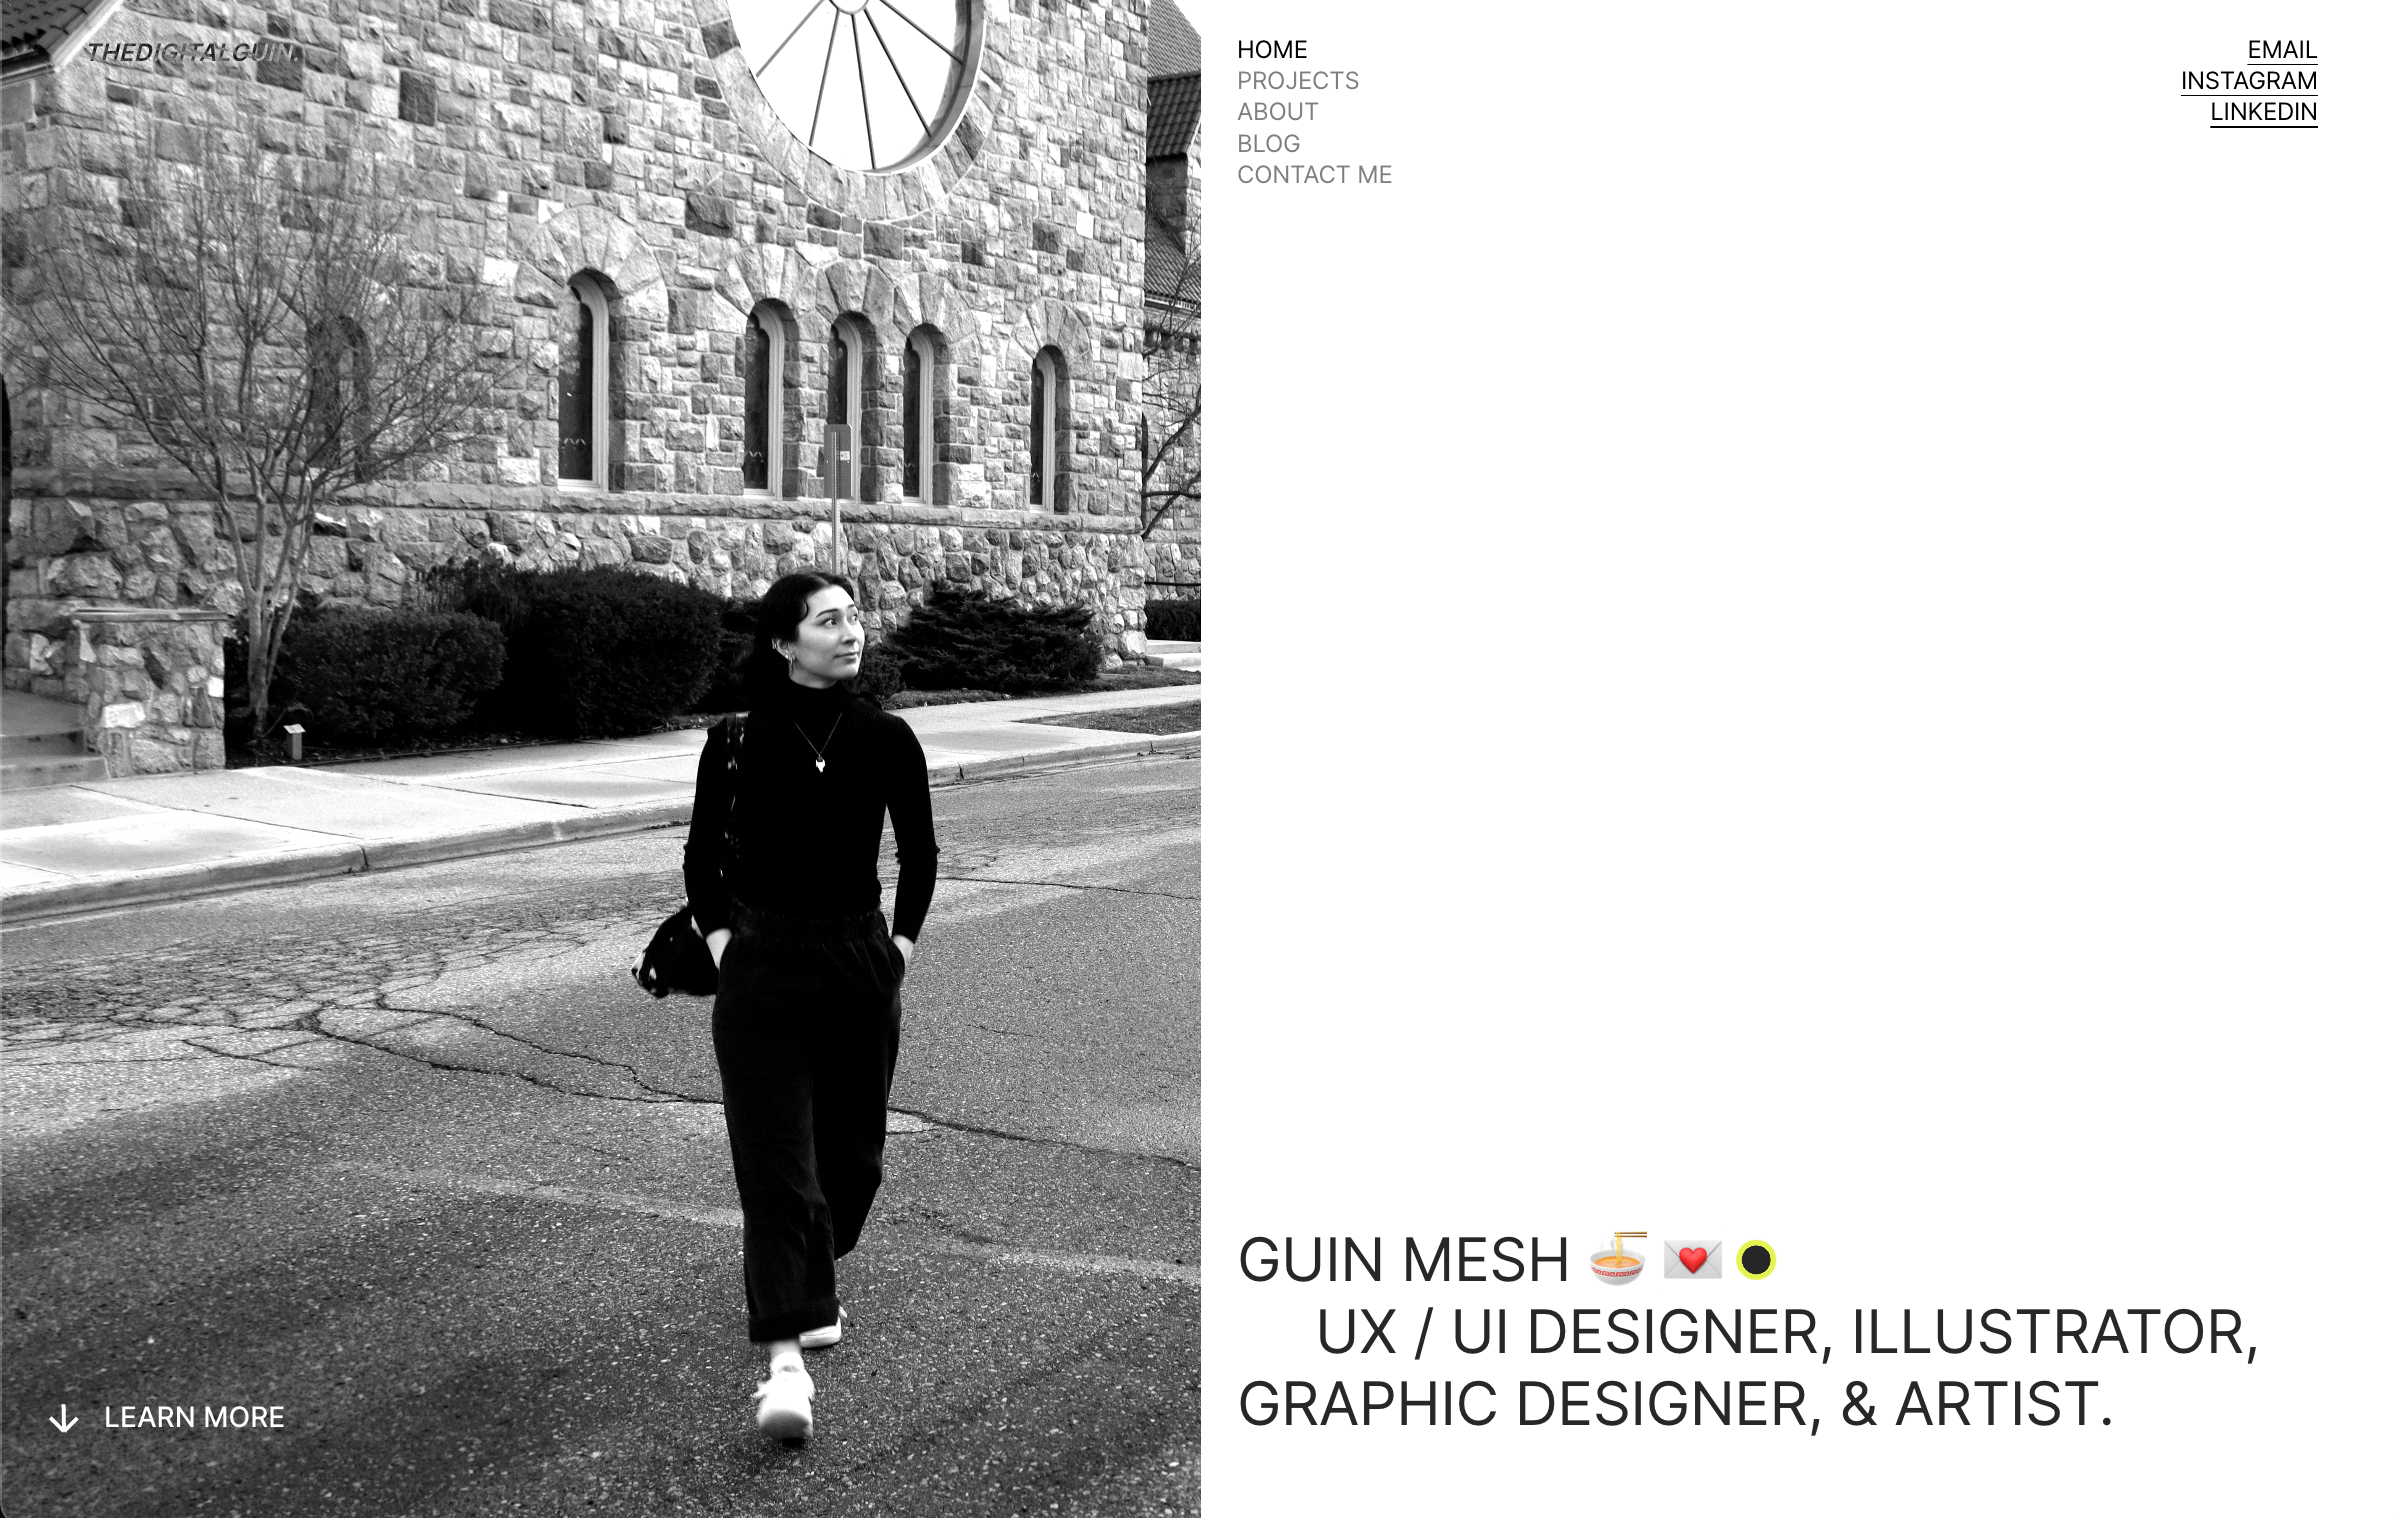 THEDIGITALGUIN.
HOME
PROJECTS
ABOUT
BLOG
CONTACT ME
EMAIL
INSTAGRAM
LINKEDIN
GUIN MESH 🍜 💌
UX / UI DESIGNER, ILLUSTRATOR,
GRAPHIC DESIGNER, & ARTIST.
LEARN MORE